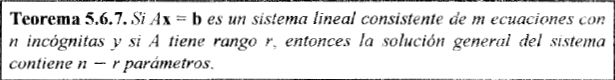 Teorema 5.6.7. Si Ax = b es un sistema lineal consistente de m ecuaciones con
n incógnitas y si A tiene rango r, entonces la solución general del sistema
contiene n − r parámetros.